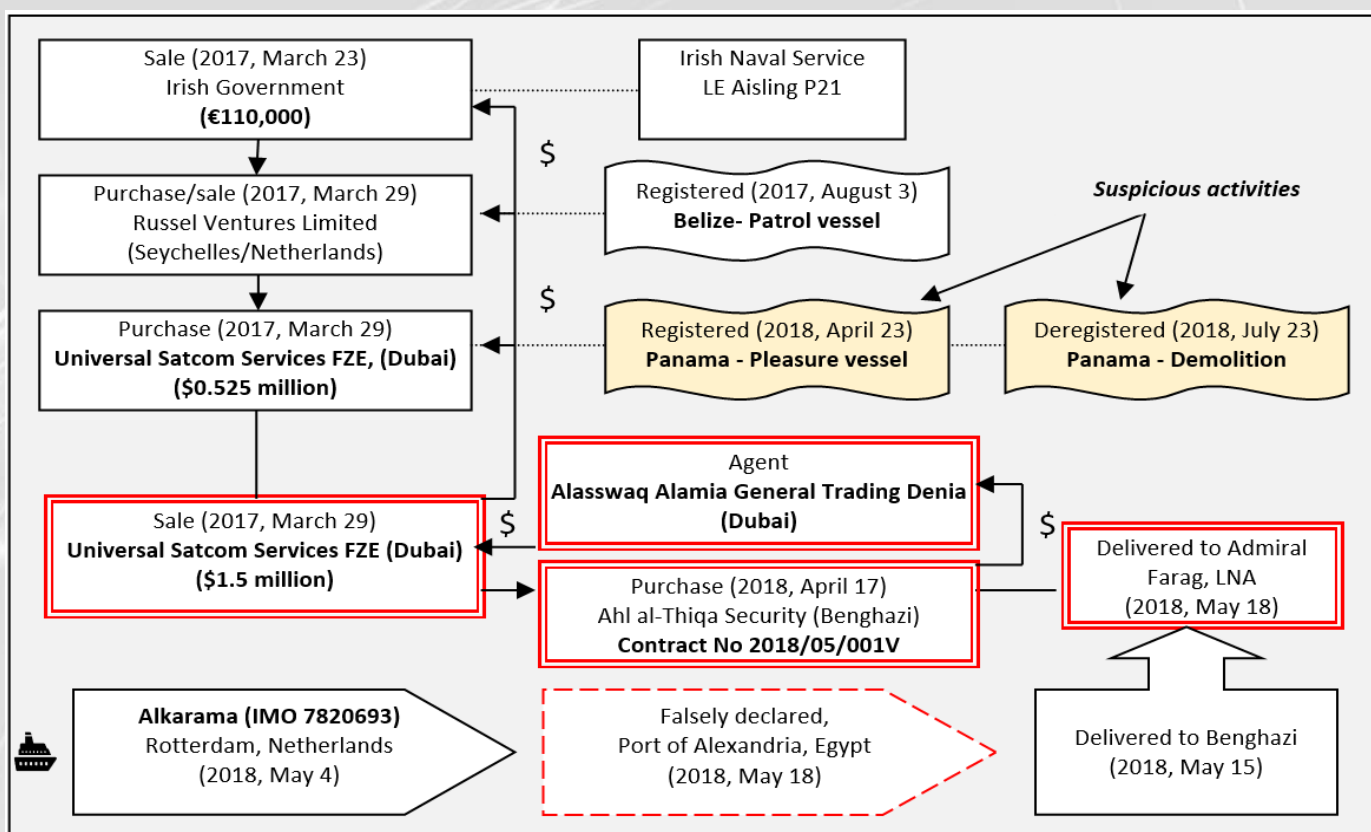 Sale (2017, March 23)
Irish Government
(€110,000)
Irish Naval Service
LE Aisling P21
$
Purchase/sale (2017, March 29)
Russel Ventures Limited
(Seychelles/Netherlands)
Registered (2017, August 3)
Belize- Patrol vessel
Suspicious activities
$
Purchase (2017, March 29)
Universal Satcom Services FZE, (Dubai)
($0.525 million)
Registered (2018, April 23)
Panama - Pleasure vessel
Deregistered (2018, July 23)
Panama - Demolition
Agent
Alasswaq Alamia General Trading Denia
(Dubai)
Sale (2017, March 29)
Universal Satcom Services FZE (Dubai)
($1.5 million)
$
$
Purchase (2018, April 17)
Ahl al-Thiqa Security (Benghazi)
Contract No 2018/05/001V
Delivered to Admiral
Farag, LNA
(2018, May 18)
Alkarama (IMO 7820693)
Rotterdam, Netherlands
(2018, May 4)
Falsely declared,
Port of Alexandria, Egypt
(2018, May 18)
Delivered to Benghazi
(2018, May 15)